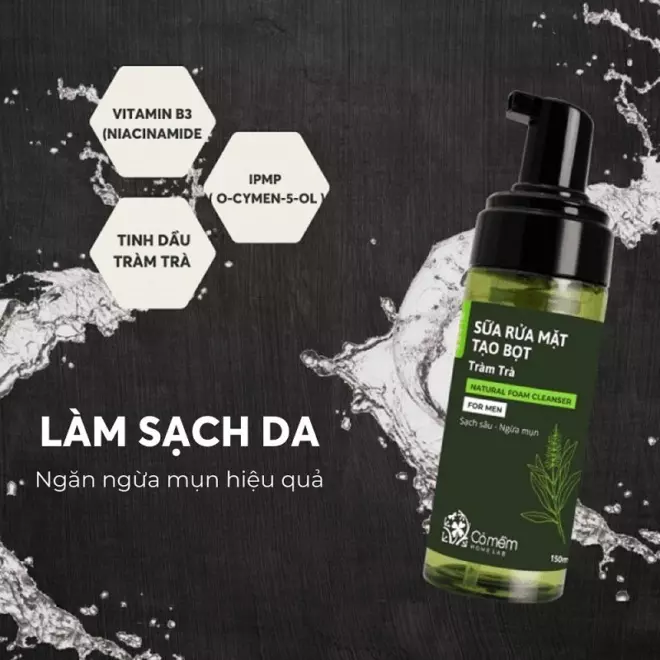 VITAMIN B3
(NIACINAMIDE
IPMP
( O-CYMEN-5-OL )
TINH DẦU
TRÀM TRÀ
LÀM SẠCH DA
Ngăn ngừa mụn hiệu quả
SỮA RỬA MẶT
TẠO BỌT
Tràm Trà
NATURAL FOAM CLEANSER
FOR MEN
Sạch sâu - Ngừa mụn
Cỏ mềm
HOME LAB
150m